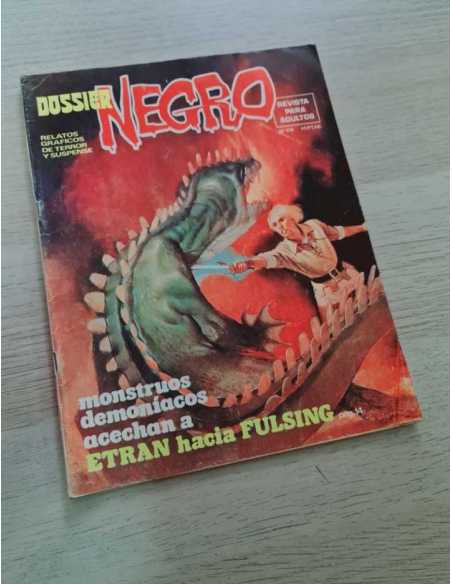 DOSSIER NEGRO
RELATOS
GRAFICOS
DE TERROR
Y SUSPENSE
REVISTA
PARA
ADULTOS
monstruos
demoníacos
acechan a
ETRAN hacia FULSING